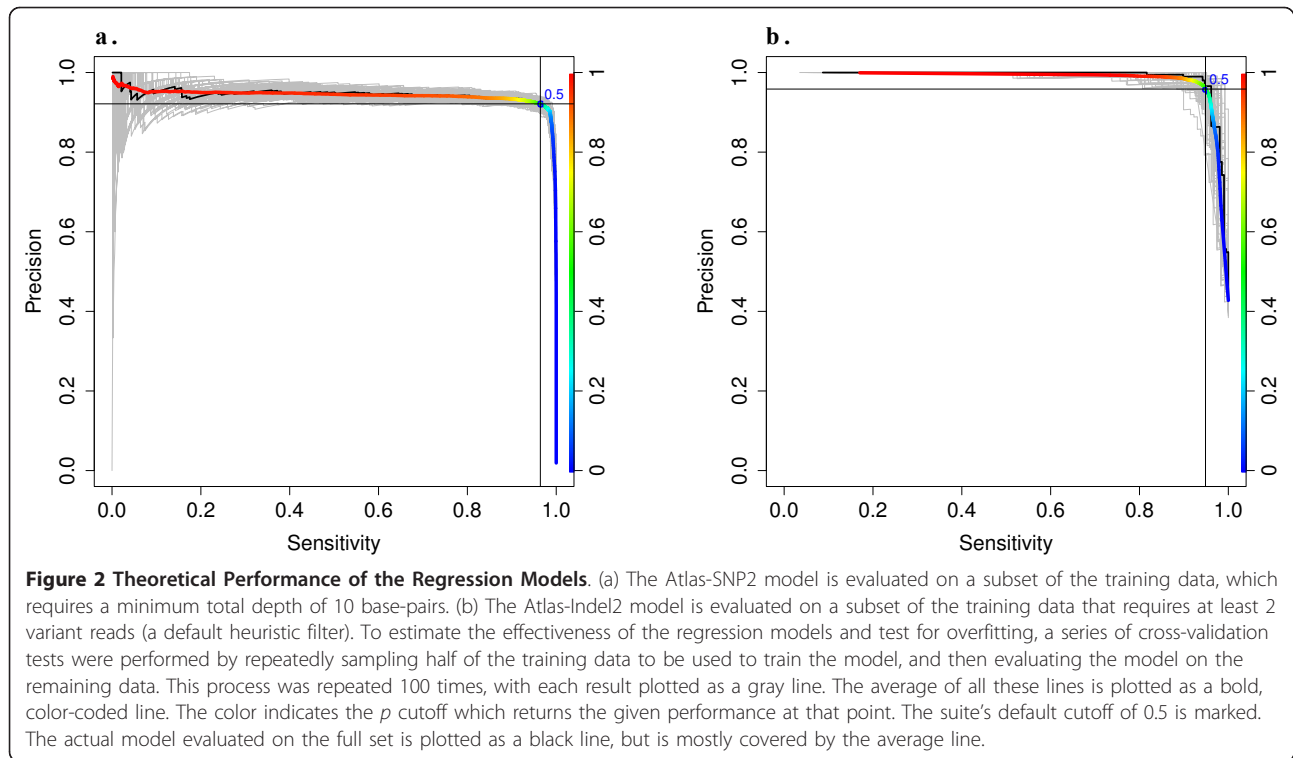 a.
b.
1.0
0.8
0.6
0.4
0.2
0.0
Precision
0.0
0.2
0.4
0.6
0.8
1.0
Sensitivity
0.5
1
0.8
0.6
0.4
0.2
0
1.0
0.8
0.6
0.4
0.2
0.0
Precision
0.0
0.2
0.4
0.6
0.8
1.0
Sensitivity
0.5
1
0.8
0.6
0.4
0.2
0
Figure 2 Theoretical Performance of the Regression Models. (a) The Atlas-SNP2 model is evaluated on a subset of the training data, which
requires a minimum total depth of 10 base-pairs. (b) The Atlas-Indel2 model is evaluated on a subset of the training data that requires at least 2
variant reads (a default heuristic filter). To estimate the effectiveness of the regression models and test for overfitting, a series of cross-validation
tests were performed by repeatedly sampling half of the training data to be used to train the model, and then evaluating the model on the
remaining data. This process was repeated 100 times, with each result plotted as a gray line. The average of all these lines is plotted as a bold,
color-coded line. The color indicates the p cutoff which returns the given performance at that point. The suite's default cutoff of 0.5 is marked.
The actual model evaluated on the full set is plotted as a black line, but is mostly covered by the average line.